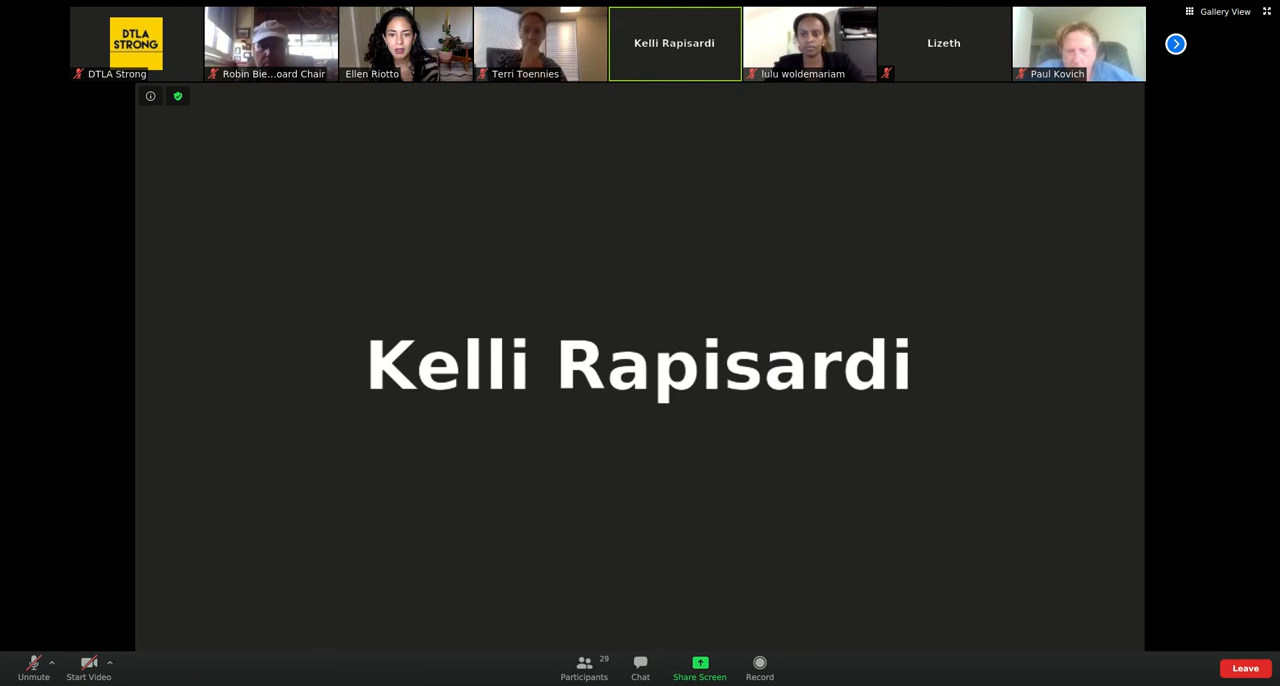 Gallery View
DTLA
STRONG
DTLA Strong
Robin Bie...oard Chair
Ellen Riotto
Terri Toennies
Kelli Rapisardi
lulu woldemariam
Lizeth
Paul Kovich
Kelli Rapisardi
Unmute
Start Video
29
Participants
Chat
Share Screen
Record
Leave